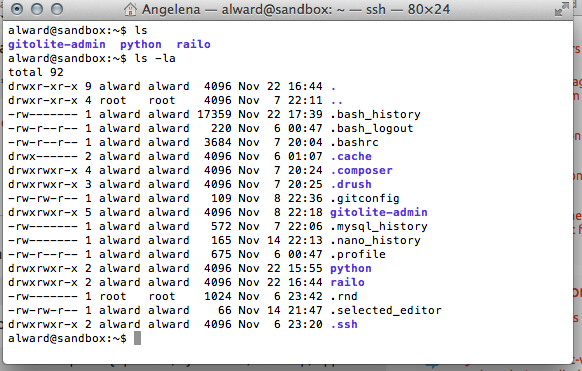 Angelena — alward@sandbox: ~ — ssh — 80×24
alward@sandbox:~$ ls
gitolite-admin  python  railo
alward@sandbox:~$ ls -la
total 92
drwxr-xr-x 9 alward alward  4096 Nov 22 16:44 .
drwxr-xr-x 4 root   root    4096 Nov  7 22:11 ..
-rw------- 1 alward alward 17359 Nov 22 17:39 .bash_history
-rw-r--r-- 1 alward alward   220 Nov  6 00:47 .bash_logout
-rw-r--r-- 1 alward alward  3684 Nov  7 20:04 .bashrc
drwx------ 2 alward alward  4096 Nov  6 01:07 .cache
drwxrwxr-x 4 alward alward  4096 Nov  7 20:24 .composer
drwxrwxr-x 3 alward alward  4096 Nov  7 20:25 .drush
-rw-rw-r-- 1 alward alward   109 Nov  8 22:36 .gitconfig
drwxrwxr-x 5 alward alward  4096 Nov  8 22:18 gitolite-admin
-rw------- 1 alward alward   572 Nov  7 22:06 .mysql_history
-rw------- 1 alward alward   165 Nov 14 22:13 .nano_history
-rw-r--r-- 1 alward alward   675 Nov  6 00:47 .profile
drwxrwxr-x 2 alward alward  4096 Nov 22 15:55 python
drwxrwxr-x 2 alward alward  4096 Nov 22 16:44 railo
-rw------- 1 root   root    1024 Nov  6 23:42 .rnd
-rw-rw-r-- 1 alward alward    66 Nov 14 21:47 .selected_editor
drwxrwxr-x 2 alward alward  4096 Nov  6 23:20 .ssh
alward@sandbox:~$